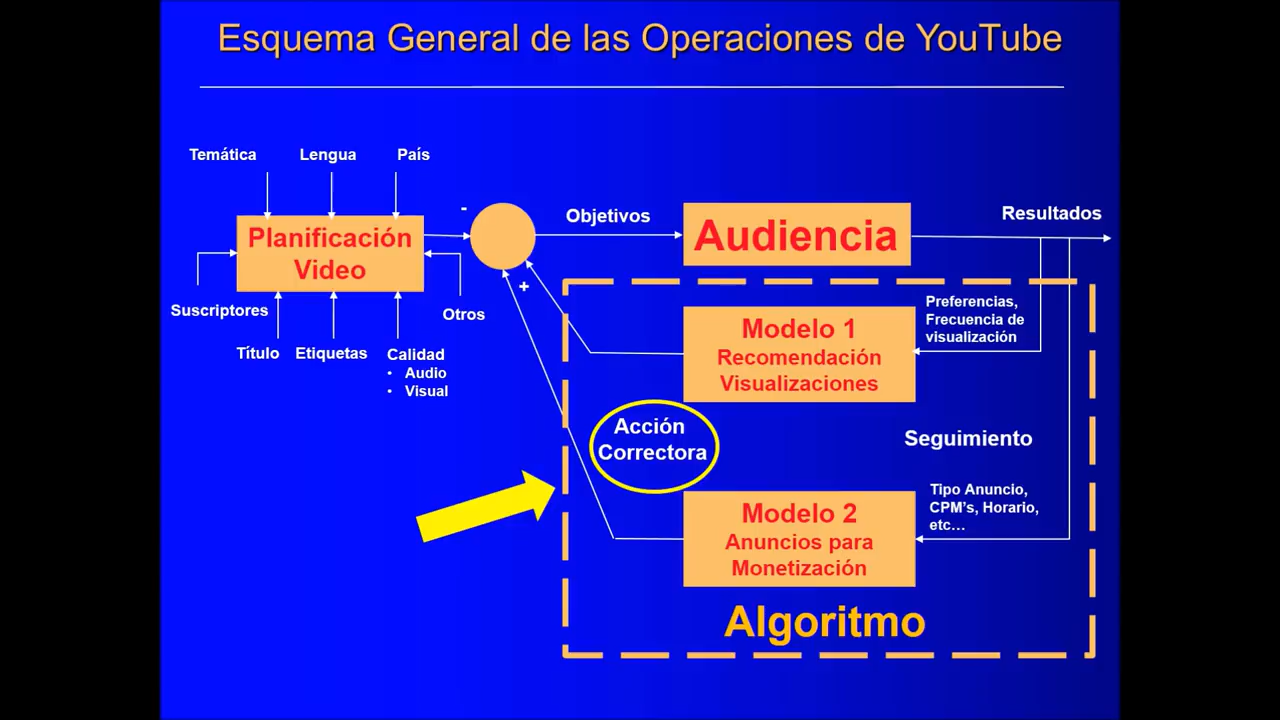 Esquema General de las Operaciones de YouTube
Temática
Lengua
País
-
Objetivos
Resultados
Planificación
Video
Audiencia
Suscriptores
Otros
+
Título
Etiquetas
Calidad
• Audio
• Visual
Preferencias,
Frecuencia de
visualización
Modelo 1
Recomendación
Visualizaciones
Acción
Correctora
Seguimiento
Tipo Anuncio,
CPM's, Horario,
etc...
Modelo 2
Anuncios para
Monetización
Algoritmo